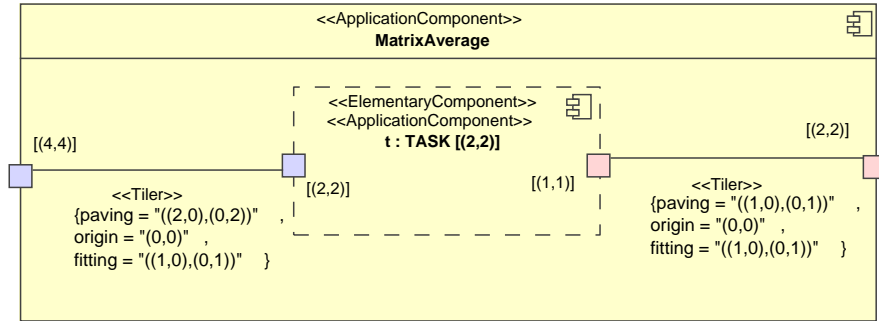 <<ApplicationComponent>>
MatrixAverage
<<ElementaryComponent>>
<<ApplicationComponent>>
t : TASK [(2,2)]
[(4,4)]
[(2,2)]
[(2,2)]
[(1,1)]
<<Tiler>>
{paving = "((2,0),(0,2))" ,
origin = "(0,0)" ,
fitting = "((1,0),(0,1))" }
<<Tiler>>
{paving = "((1,0),(0,1))" ,
origin = "(0,0)" ,
fitting = "((1,0),(0,1))" }